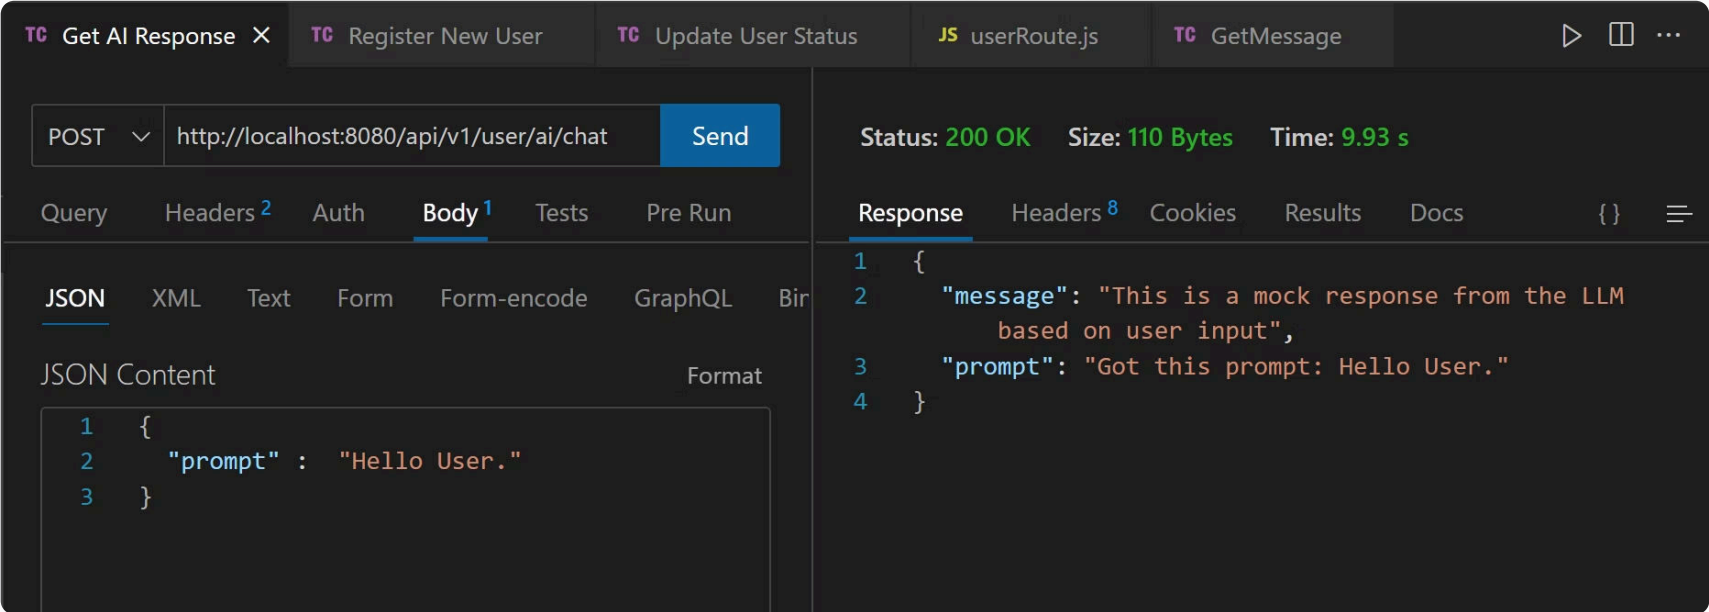 TC Get AI Response × TC Register New User TC Update User Status JS userRoute.js TC GetMessage ...
POST http://localhost:8080/api/v1/user/ai/chat Send
Query Headers 2 Auth Body 1 Tests Pre Run
JSON XML Text Form Form-encode GraphQL
JSON Content Format
1 {
2 "prompt" : "Hello User."
3 }
Status: 200 OK Size: 110 Bytes Time: 9.93 s
Response Headers 8 Cookies Results Docs {}
1 {
2 "message": "This is a mock response from the LLM
based on user input",
3 "prompt": "Got this prompt: Hello User."
4 }